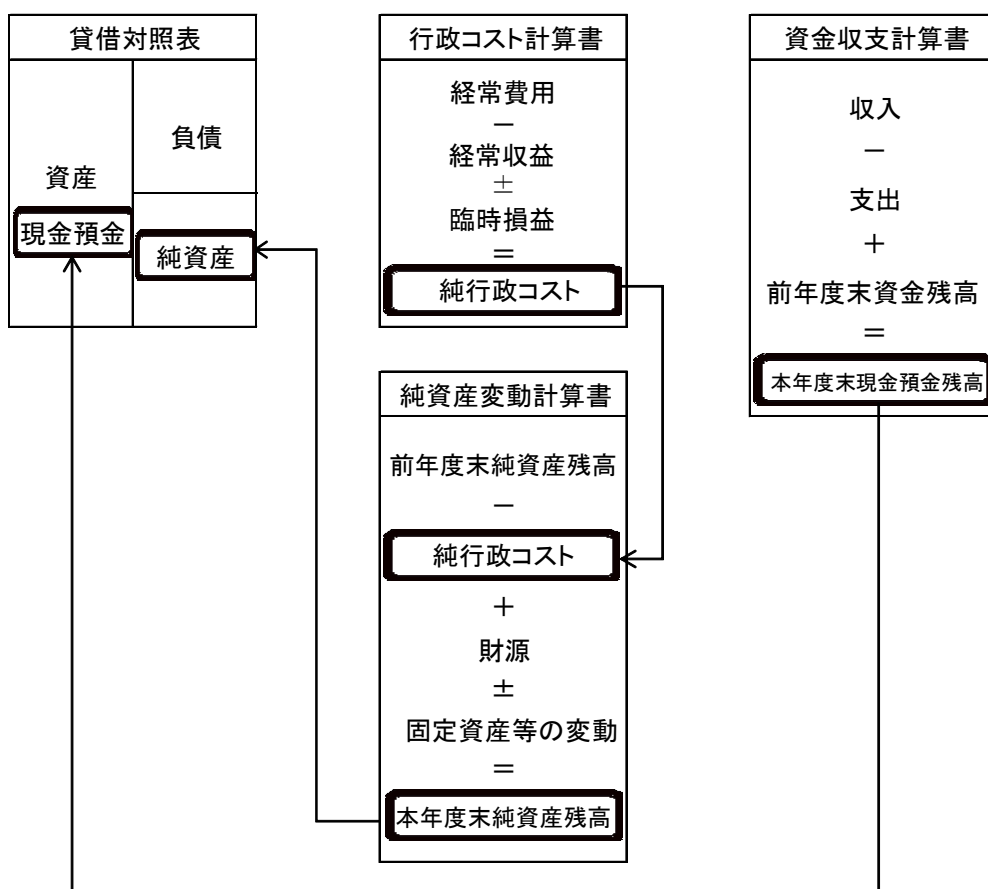 貸借対照表
資産
現金預金
負債
純資産
行政コスト計算書
経常費用
－
経常収益
±
臨時損益
＝
純行政コスト
純資産変動計算書
前年度末純資産残高
－
純行政コスト
＋
財源
±
固定資産等の変動
＝
本年度末純資産残高
資金収支計算書
収入
－
支出
＋
前年度末資金残高
＝
本年度末現金預金残高